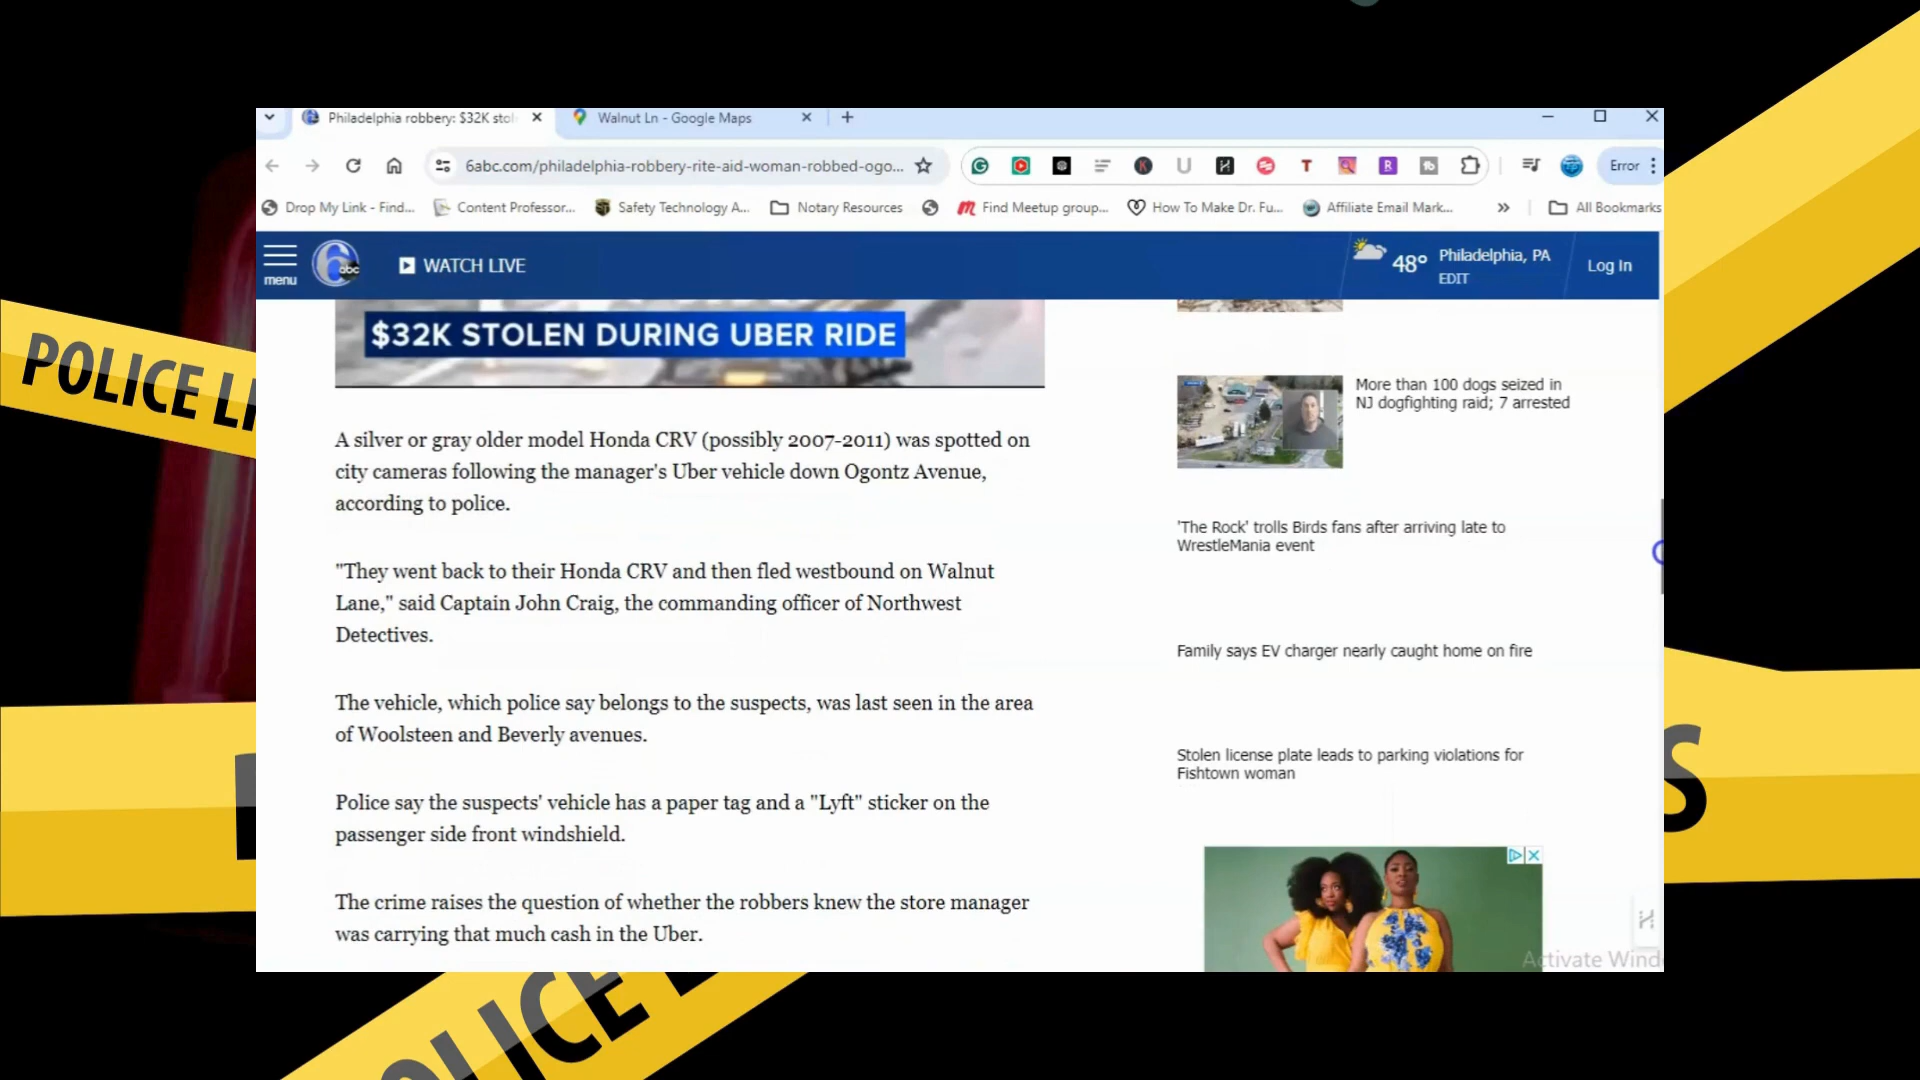 Philadelphia robbery: $32K stol
Walnut Ln - Google Maps
6abc.com/philadelphia-robbery-rite-aid-woman-robbed-ogo...
Error
Drop My Link - Find...
Content Professor...
Safety Technology A...
Notary Resources
Find Meetup group...
How To Make Dr. Fu...
Affiliate Email Mark...
All Bookmarks
menu
6abc
WATCH LIVE
48°
Philadelphia, PA
EDIT
Log In
$32K STOLEN DURING UBER RIDE
A silver or gray older model Honda CRV (possibly 2007-2011) was spotted on
city cameras following the manager's Uber vehicle down Ogontz Avenue,
according to police.
"They went back to their Honda CRV and then fled westbound on Walnut
Lane," said Captain John Craig, the commanding officer of Northwest
Detectives.
The vehicle, which police say belongs to the suspects, was last seen in the area
of Woolsteen and Beverly avenues.
Police say the suspects' vehicle has a paper tag and a "Lyft" sticker on the
passenger side front windshield.
The crime raises the question of whether the robbers knew the store manager
was carrying that much cash in the Uber.
More than 100 dogs seized in
NJ dogfighting raid; 7 arrested
'The Rock' trolls Birds fans after arriving late to
WrestleMania event
Family says EV charger nearly caught home on fire
Stolen license plate leads to parking violations for
Fishtown woman
Activate Wind
POLICE LI
S
OLICE L